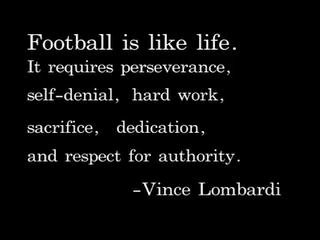 Football is like life.
It requires perseverance,
self-denial, hard work,
sacrifice, dedication,
and respect for authority.
-Vince Lombardi